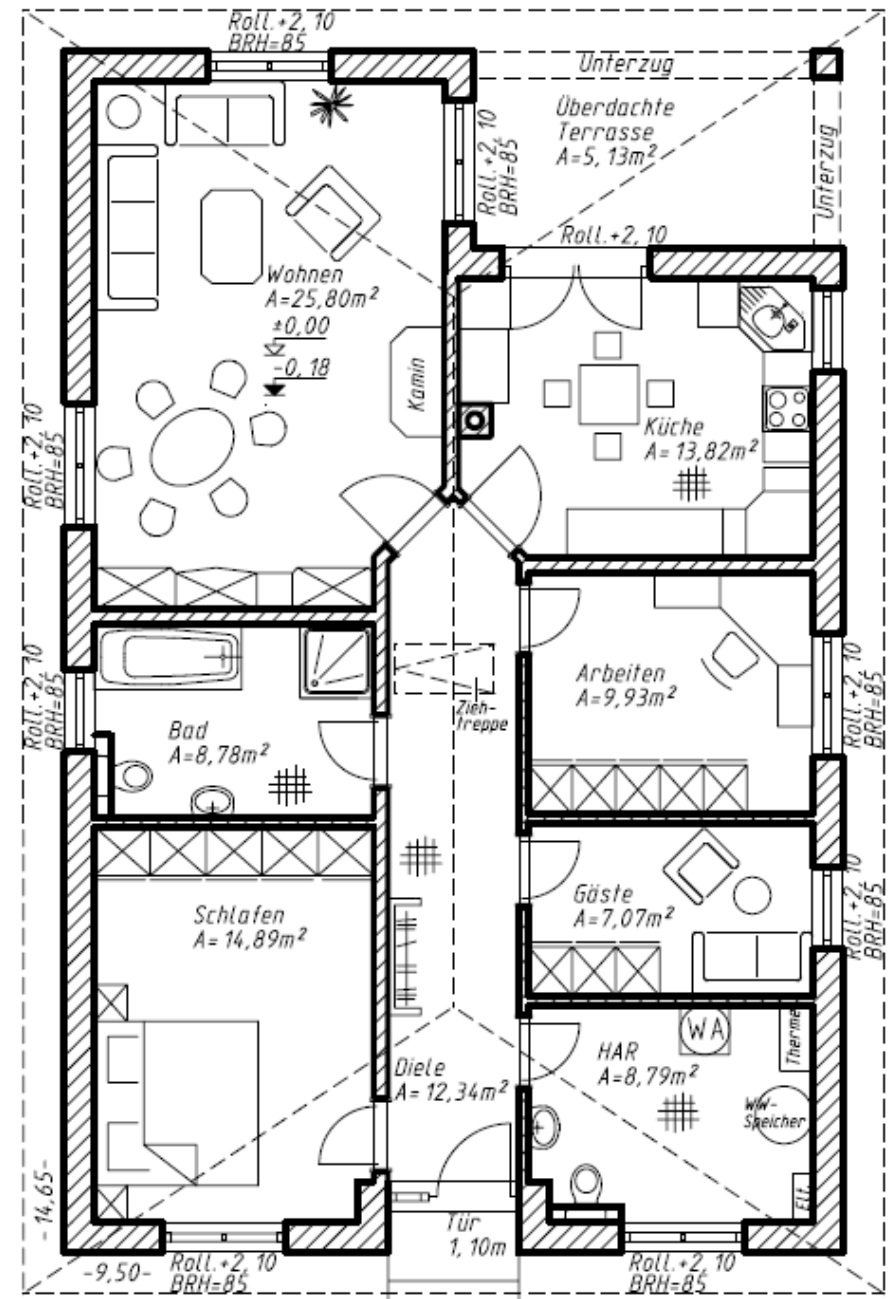 Roll.+2,10
BRH=85
Unterzug
Überdachte
Terrasse
A=5,13m²
Unterzug
Roll.+2,10
BRH=85
Roll.+2,10
Wohnen
A=25,80m²
±0,00
-0,18
Kamin
Küche
A=13,82m²
Roll.+2,10
BRH=85
Arbeiten
A=9,93m²
Roll.+2,10
BRH=85
Zieh-
treppe
Roll.+2,10
BRH=85
Bad
A=8,78m²
Schlafen
A=14,89m²
Gäste
A=7,07m²
Roll.+2,10
BRH=85
WA
Therme
HAR
A=8,79m²
WW-
Speicher
Elt.
Diele
A=12,34m²
Tür
1,10m
-14,65-
-9,50-
Roll.+2,10
BRH=85
Roll.+2,10
BRH=85